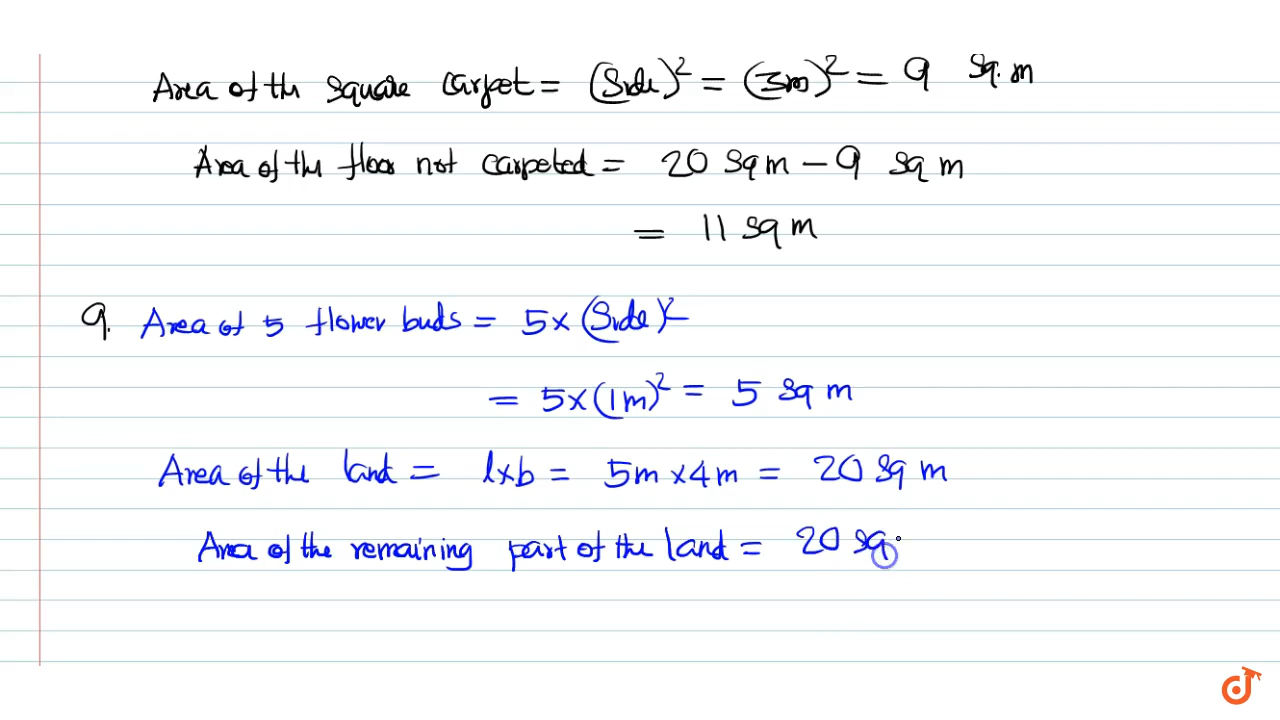 Area of the square carpet = (Side)² = (3m)² = 9 sq.m
Area of the floor not carpeted = 20 sq m − 9 sq m
= 11 sq m
9. Area of 5 flower buds = 5 × (Side)²
= 5 × (1m)² = 5 sq m
Area of the land = l × b = 5m × 4m = 20 sq m
Area of the remaining part of the land = 20 sq